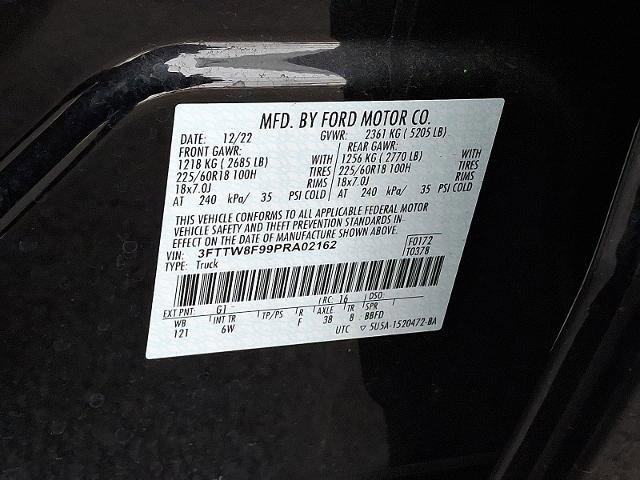 MFD. BY FORD MOTOR CO.
DATE: 12/22 GVWR: 2361 KG ( 5205 LB)
FRONT GAWR: REAR GAWR:
1218 KG ( 2685 LB) WITH 1256 KG ( 2770 LB) WITH
225/60R18 100H TIRES 225/60R18 100H TIRES
18x7.0J RIMS 18x7.0J RIMS
AT 240 kPa/ 35 PSI COLD AT 240 kPa/ 35 PSI COLD
THIS VEHICLE CONFORMS TO ALL APPLICABLE FEDERAL MOTOR
VEHICLE SAFETY AND THEFT PREVENTION STANDARDS IN
EFFECT ON THE DATE OF MANUFACTURE SHOWN ABOVE.
VIN: 3FTTW8F99PRA02162 F0172
TYPE: Truck T0378
EXT PNT: G1 RC: 16 DSO:
WB INT TR TP/PS R AXLE TR SPR
121 6W F 38 8 BBFD
UTC ▽ 5U5A-1520472-BA